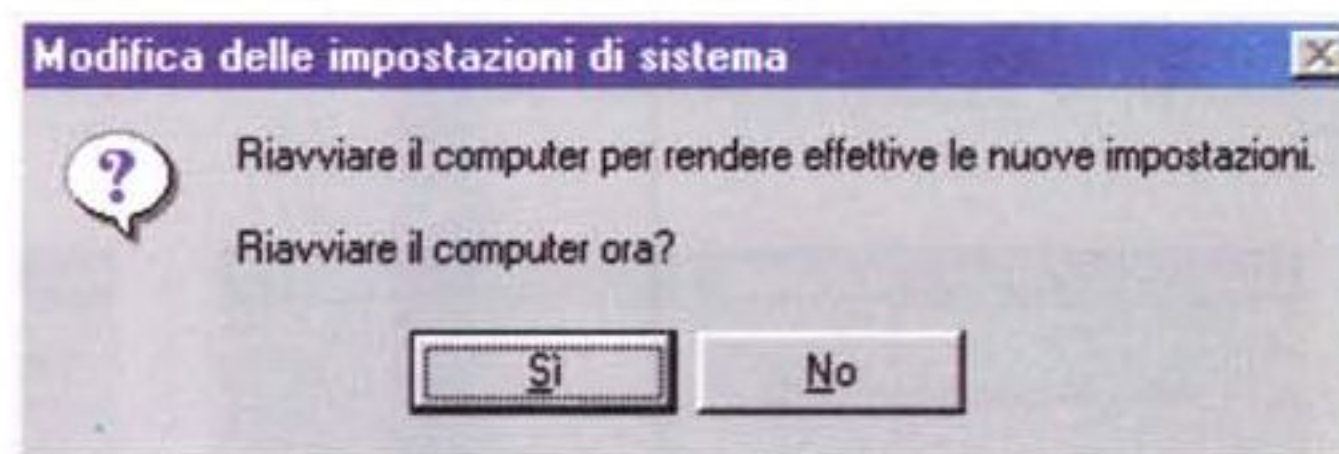 Modifica delle impostazioni di sistema
?
Riavviare il computer per rendere effettive le nuove impostazioni.
Riavviare il computer ora?
Sì
No